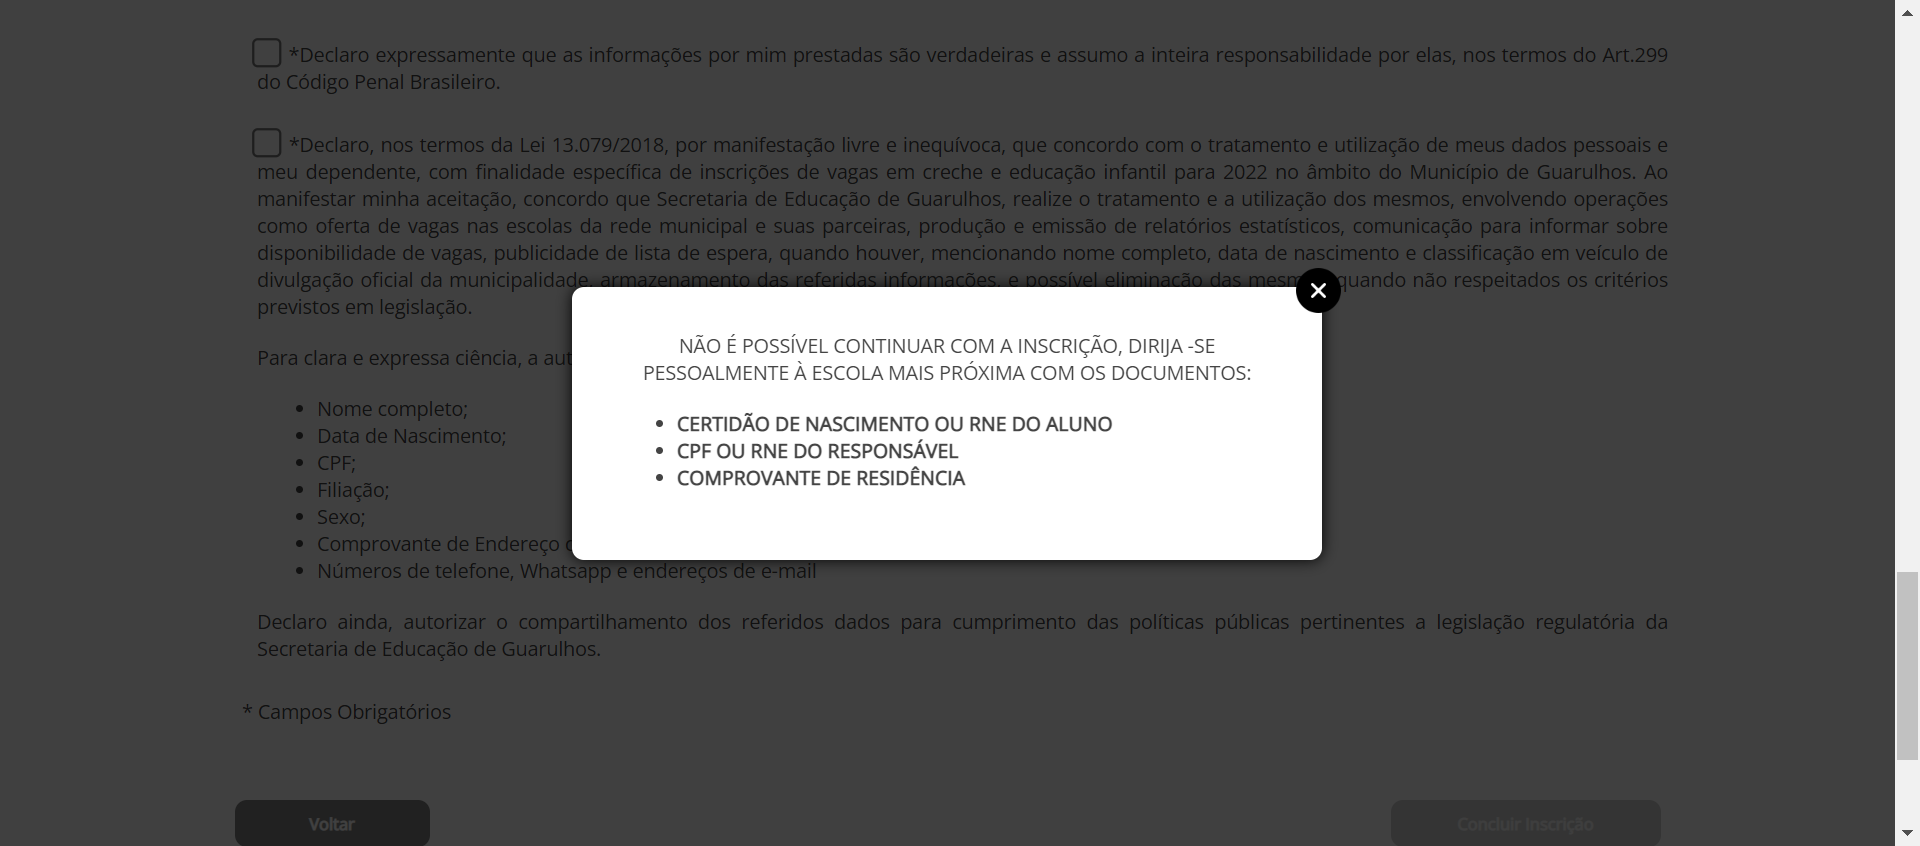 *Declaro expressamente que as informações por mim prestadas são verdadeiras e assumo a inteira responsabilidade por elas, nos termos do Art.299
do Código Penal Brasileiro.
*Declaro, nos termos da Lei 13.079/2018, por manifestação livre e inequívoca, que concordo com o tratamento e utilização de meus dados pessoais e
meu dependente, com finalidade específica de inscrições de vagas em creche e educação infantil para 2022 no âmbito do Município de Guarulhos. Ao
manifestar minha aceitação, concordo que Secretaria de Educação de Guarulhos, realize o tratamento e a utilização dos mesmos, envolvendo operações
como oferta de vagas nas escolas da rede municipal e suas parceiras, produção e emissão de relatórios estatísticos, comunicação para informar sobre
disponibilidade de vagas, publicidade de lista de espera, quando houver, mencionando nome completo, data de nascimento e classificação em veículo de
divulgação oficial da municipalidade, armazenamento das referidas informações, e possível eliminação das quando não respeitados os critérios
previstos em legislação.
Para clara e expressa ciência, a
Nome completo;
Data de Nascimento;
CPF;
Filiação;
Sexo;
Comprovante de Endereço
Números de telefone, Whatsapp e endereços de e-mail
Declaro ainda, autorizar o compartilhamento dos referidos dados para cumprimento das políticas públicas pertinentes a legislação regulatória da
Secretaria de Educação de Guarulhos.
* Campos Obrigatórios
Voltar
Concluir Inscrição
NÃO É POSSÍVEL CONTINUAR COM A INSCRIÇÃO, DIRIJA -SE
PESSOALMENTE À ESCOLA MAIS PRÓXIMA COM OS DOCUMENTOS:
CERTIDÃO DE NASCIMENTO OU RNE DO ALUNO
CPF OU RNE DO RESPONSÁVEL
COMPROVANTE DE RESIDÊNCIA